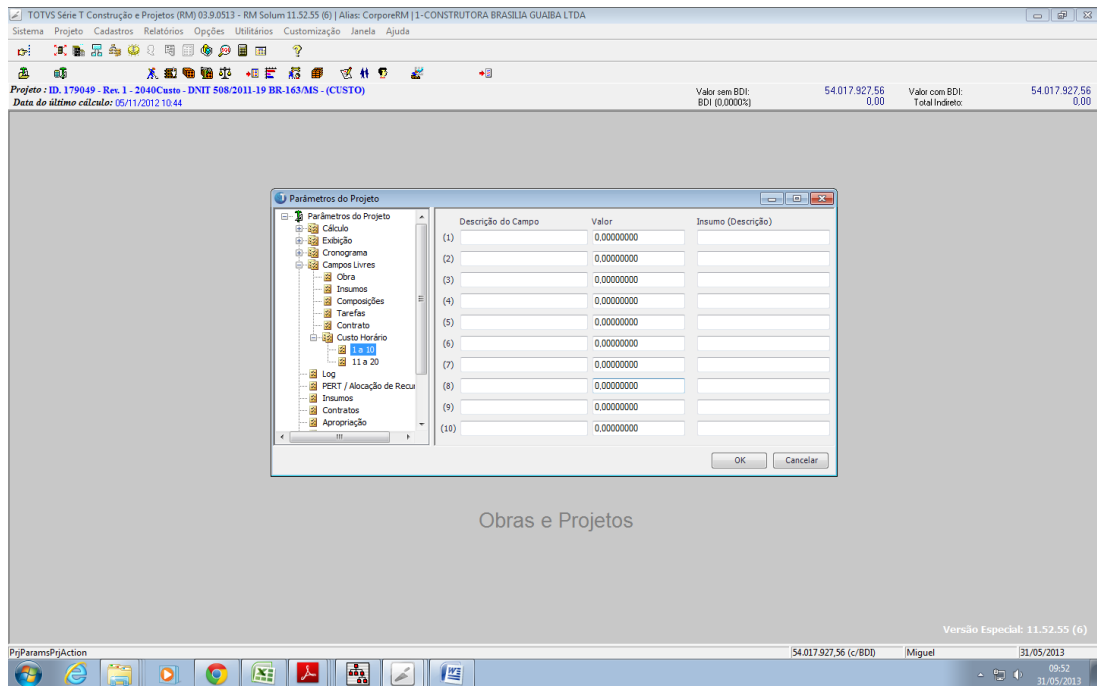 TOTVS Série T Construção e Projetos (RM) 03.9.0513 - RM Solum 11.52.55 (6) | Alias: CorporeRM | 1-CONSTRUTORA BRASILIA GUAIBA LTDA
Sistema Projeto Cadastros Relatórios Opções Utilitários Customização Janela Ajuda
Projeto : ID. 179049 - Rev. 1 - 2040Custo - DNIT 508/2011-19 BR-163/MS - (CUSTO)
Valor sem BDI: 54.017.927,56 Valor com BDI: 54.017.927,56
Data do último cálculo: 05/11/2012 10:44
BDI (0,0000%) 0,00 Total Indireto: 0,00
Parâmetros do Projeto
Parâmetros do Projeto
Cálculo
Exibição
Cronograma
Campos Livres
Obra
Insumos
Composições
Tarefas
Contrato
Custo Horário
1 a 10
11 a 20
Log
PERT / Alocação de Recu
Insumos
Contratos
Apropriação
Descrição do Campo Valor Insumo (Descrição)
(1) 0,00000000
(2) 0,00000000
(3) 0,00000000
(4) 0,00000000
(5) 0,00000000
(6) 0,00000000
(7) 0,00000000
(8) 0,00000000
(9) 0,00000000
(10) 0,00000000
OK Cancelar
Obras e Projetos
Versão Especial: 11.52.55 (6)
PrjParamsPrjAction 54.017.927,56 (c/BDI) Miguel 31/05/2013
09:52
31/05/2013